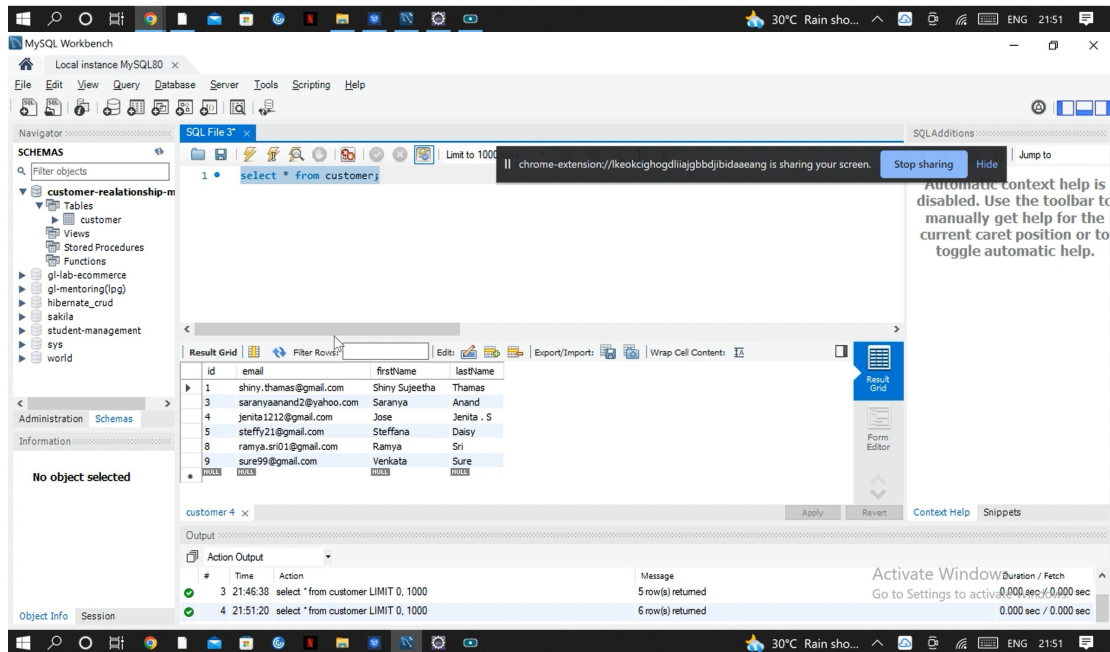 30°C Rain sho... ENG 21:51
MySQL Workbench
Local instance MySQL80
File Edit View Query Database Server Tools Scripting Help
Navigator
SCHEMAS
Filter objects
customer-realationship-m
Tables
customer
Views
Stored Procedures
Functions
gl-lab-ecommerce
gl-mentoring(lpg)
hibernate_crud
sakila
student-management
sys
world
Administration Schemas
Information
No object selected
Object Info Session
SQL File 3*
Limit to 1000
1 select * from customer;
chrome-extension://lkeokcighogdliiajgbbdjibidaaeang is sharing your screen. Stop sharing Hide
Result Grid Filter Rows: Edit: Export/Import: Wrap Cell Content:
id email firstName lastName
1 shiny.thamas@gmail.com Shiny Sujeetha Thamas
3 saranyaanand2@yahoo.com Saranya Anand
4 jenita1212@gmail.com Jose Jenita . S
5 steffy21@gmail.com Steffana Daisy
8 ramya.sri01@gmail.com Ramya Sri
9 sure99@gmail.com Venkata Sure
NULL NULL NULL NULL
Result Grid
Form Editor
customer 4 Apply Revert
SQLAdditions
Jump to
Automatic context help is
disabled. Use the toolbar to
manually get help for the
current caret position or to
toggle automatic help.
Context Help Snippets
Output
Action Output
# Time Action Message Duration / Fetch
3 21:46:38 select * from customer LIMIT 0, 1000 5 row(s) returned 0.000 sec / 0.000 sec
4 21:51:20 select * from customer LIMIT 0, 1000 6 row(s) returned 0.000 sec / 0.000 sec
Activate Windows
Go to Settings to activate Windows.
30°C Rain sho... ENG 21:51